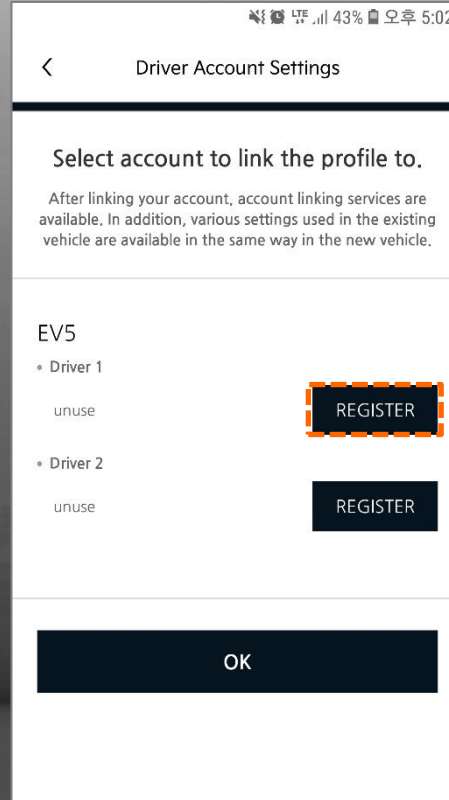 LTE 43% 오후 5:02
Driver Account Settings
Select account to link the profile to.
After linking your account, account linking services are
available. In addition, various settings used in the existing
vehicle are available in the same way in the new vehicle.
EV5
• Driver 1
unuse REGISTER
• Driver 2
unuse REGISTER
OK